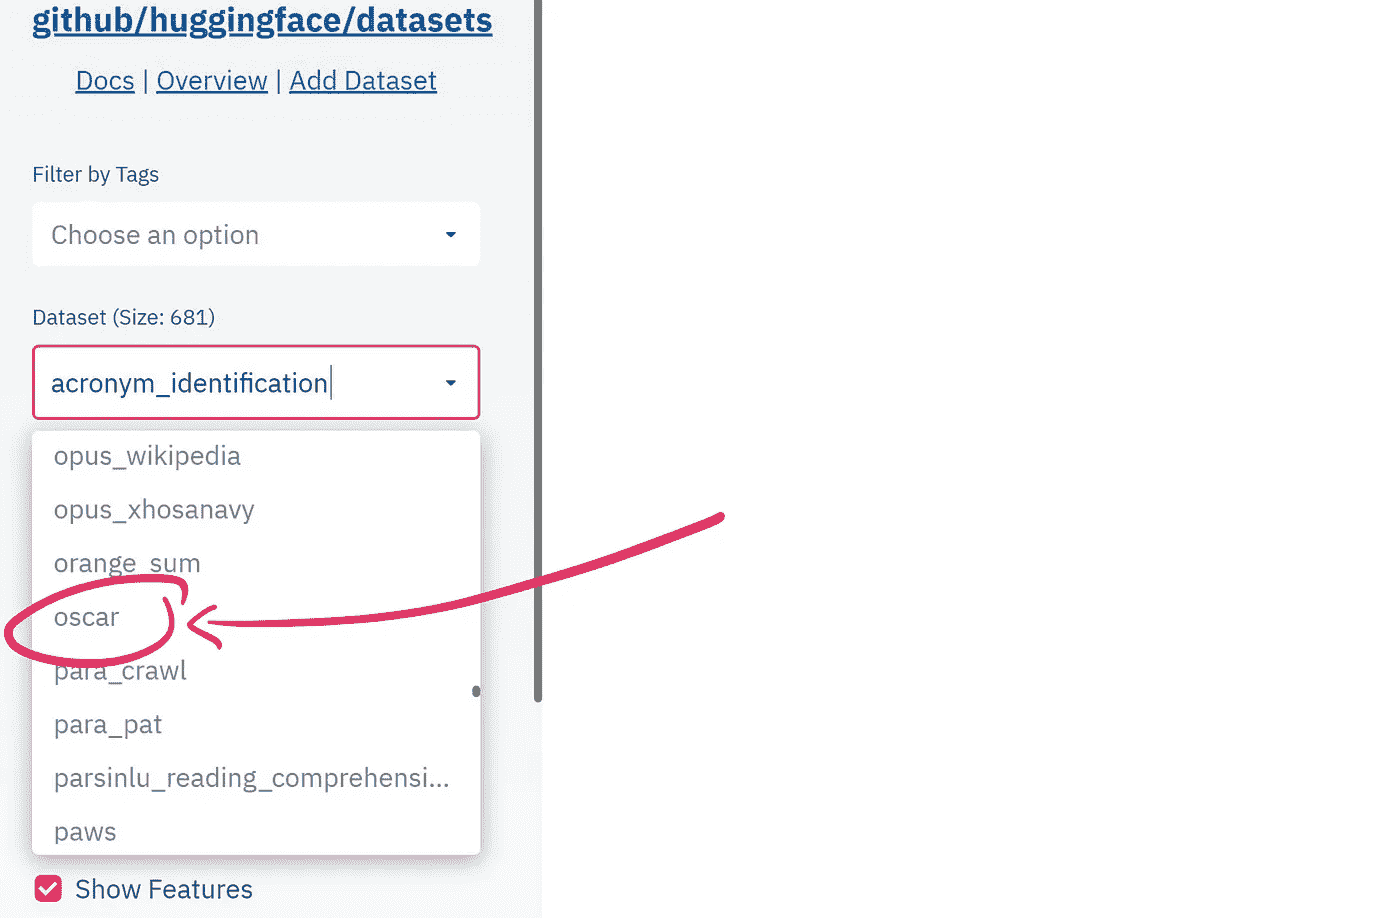 github/huggingface/datasets
Docs | Overview | Add Dataset
Filter by Tags
Choose an option
Dataset (Size: 681)
acronym_identification
opus_wikipedia
opus_xhosanavy
orange_sum
oscar
para_crawl
para_pat
parsinlu_reading_comprehensi...
paws
Show Features